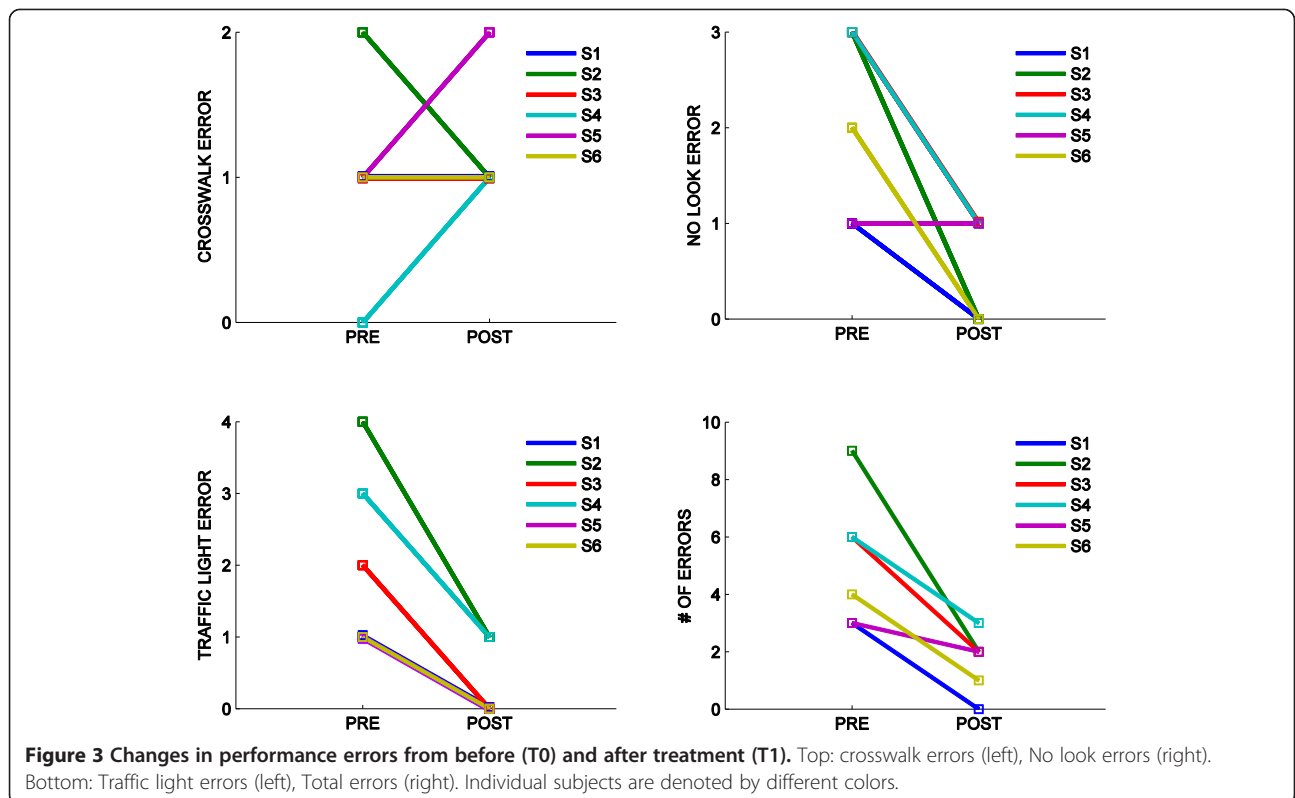 CROSSWALK ERROR
2
1
0
PRE POST
S1
S2
S3
S4
S5
S6
NO LOOK ERROR
3
2
1
0
PRE POST
S1
S2
S3
S4
S5
S6
TRAFFIC LIGHT ERROR
4
3
2
1
0
PRE POST
S1
S2
S3
S4
S5
S6
# OF ERRORS
10
8
6
4
2
0
PRE POST
S1
S2
S3
S4
S5
S6
Figure 3 Changes in performance errors from before (T0) and after treatment (T1). Top: crosswalk errors (left), No look errors (right).
Bottom: Traffic light errors (left), Total errors (right). Individual subjects are denoted by different colors.